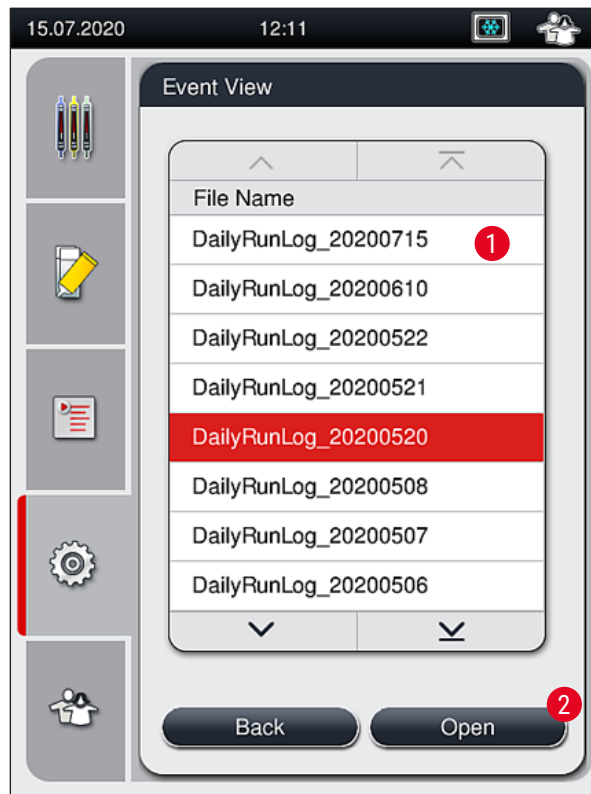 15.07.2020 12:11
Event View
File Name
DailyRunLog_20200715 1
DailyRunLog_20200610
DailyRunLog_20200522
DailyRunLog_20200521
DailyRunLog_20200520
DailyRunLog_20200508
DailyRunLog_20200507
DailyRunLog_20200506
2
Back Open